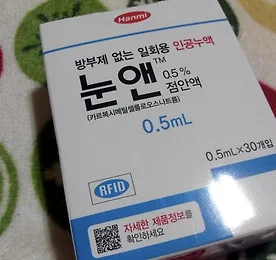 Hanmi
방부제 없는 일회용 인공누액
눈앤™ 0.5% 점안액
(카르복시메틸셀룰로오스나트륨)
0.5mL
0.5mL×30개입
RFID
자세한 제품정보를
확인하세요